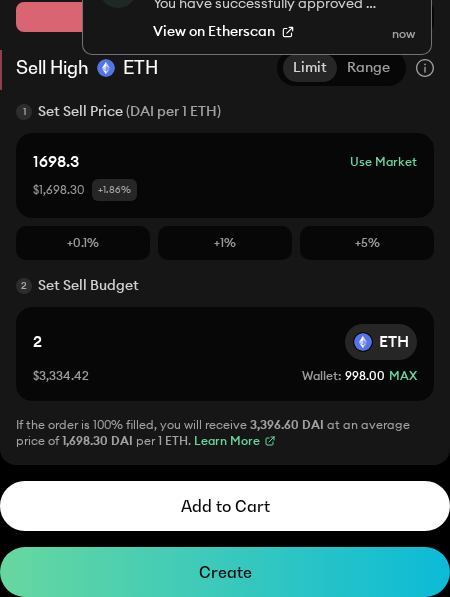 You have successfully approved ...
View on Etherscan
now
Sell High ETH
Limit Range
1 Set Sell Price (DAI per 1 ETH)
1698.3
Use Market
$1,698.30 +1.86%
+0.1% +1% +5%
2 Set Sell Budget
2
ETH
$3,334.42
Wallet: 998.00 MAX
If the order is 100% filled, you will receive 3,396.60 DAI at an average
price of 1,698.30 DAI per 1 ETH. Learn More
Add to Cart
Create